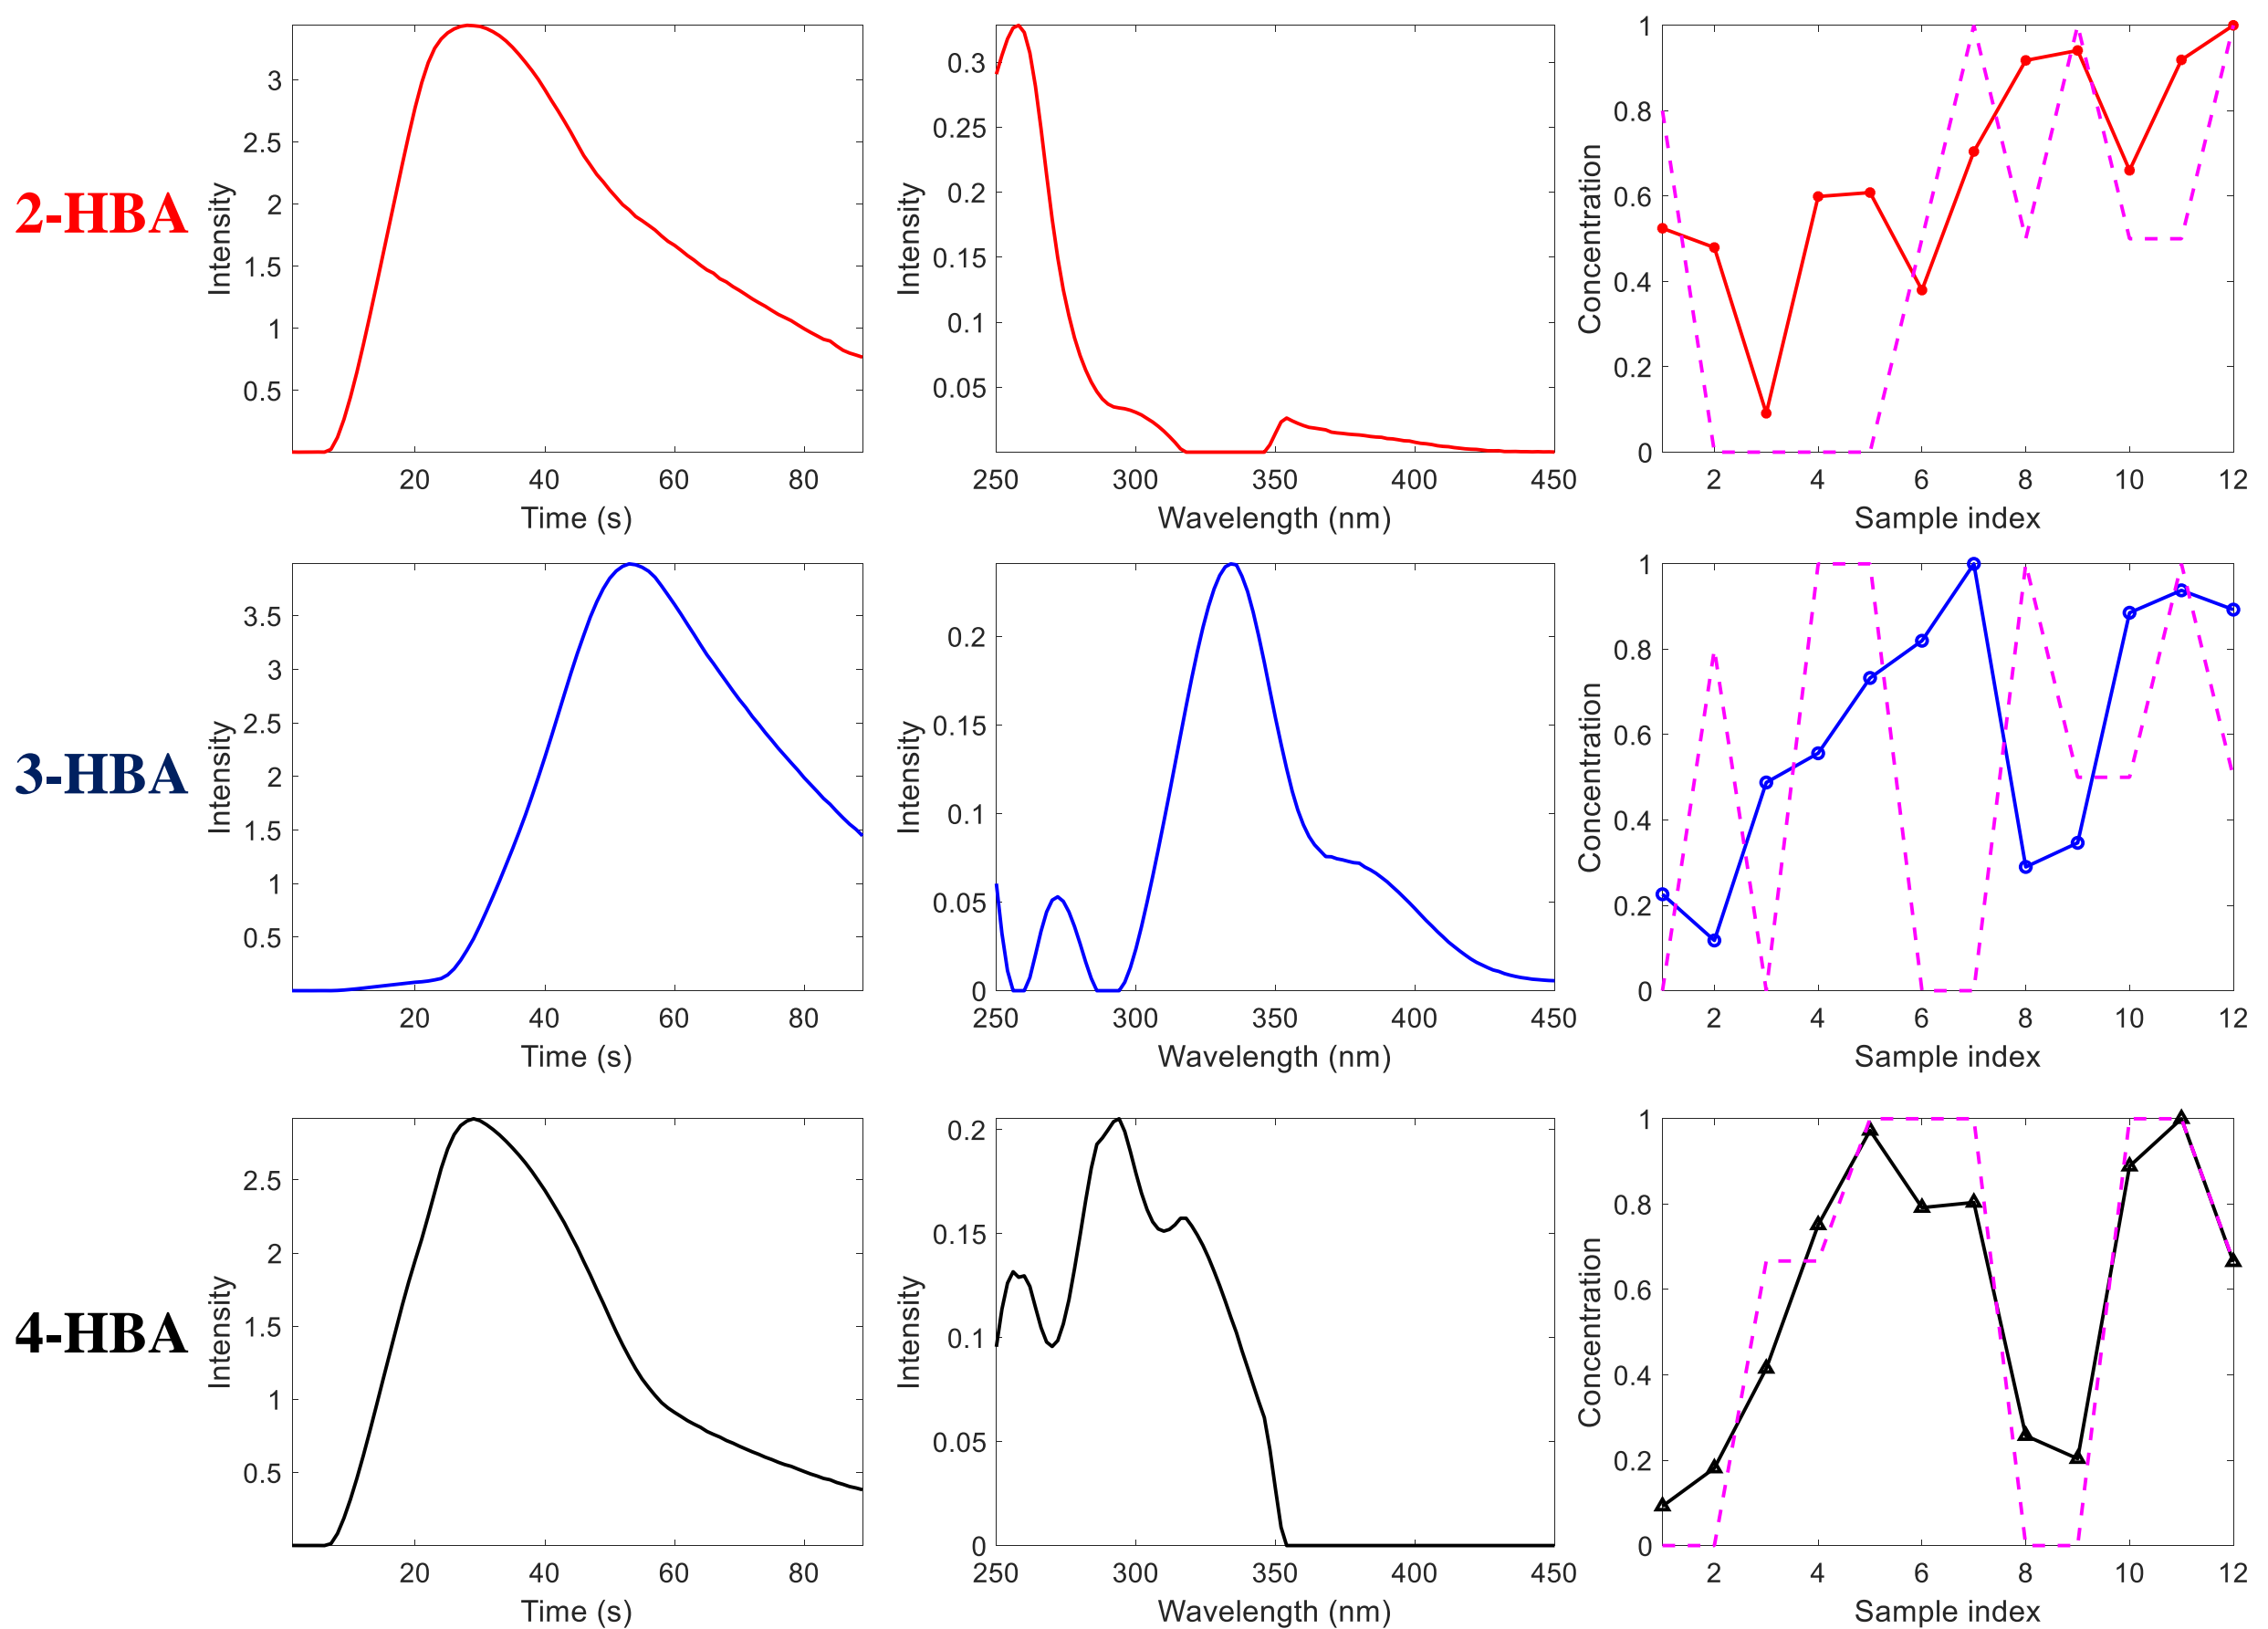 2-HBA
Intensity
3
2.5
2
1.5
1
0.5
20 40 60 80
Time (s)
Intensity
0.3
0.25
0.2
0.15
0.1
0.05
250 300 350 400 450
Wavelength (nm)
Concentration
1
0.8
0.6
0.4
0.2
0
2 4 6 8 10 12
Sample index
3-HBA
Intensity
3.5
3
2.5
2
1.5
1
0.5
20 40 60 80
Time (s)
Intensity
0.2
0.15
0.1
0.05
0
250 300 350 400 450
Wavelength (nm)
Concentration
1
0.8
0.6
0.4
0.2
0
2 4 6 8 10 12
Sample index
4-HBA
Intensity
2.5
2
1.5
1
0.5
20 40 60 80
Time (s)
Intensity
0.2
0.15
0.1
0.05
0
250 300 350 400 450
Wavelength (nm)
Concentration
1
0.8
0.6
0.4
0.2
0
2 4 6 8 10 12
Sample index